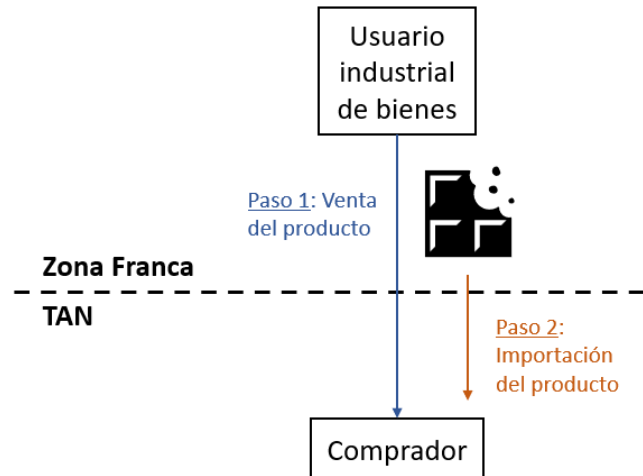 Usuario
industrial
de bienes
Paso 1: Venta
del producto
Zona Franca
TAN
Paso 2:
Importación
del producto
Comprador